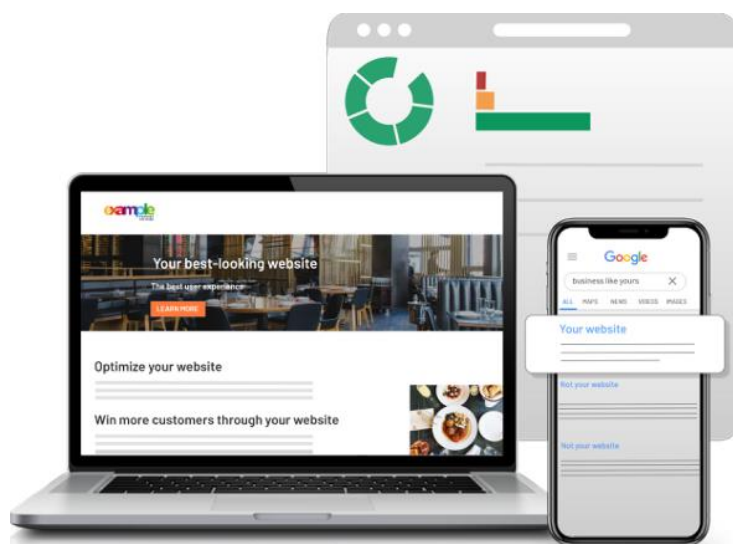 example
Your best-looking website
The best user experience
LEARN MORE
Optimize your website
Win more customers through your website
Google
business like yours X
ALL MAPS NEWS VIDEOS IMAGES
Your website
Not your website
Not your website